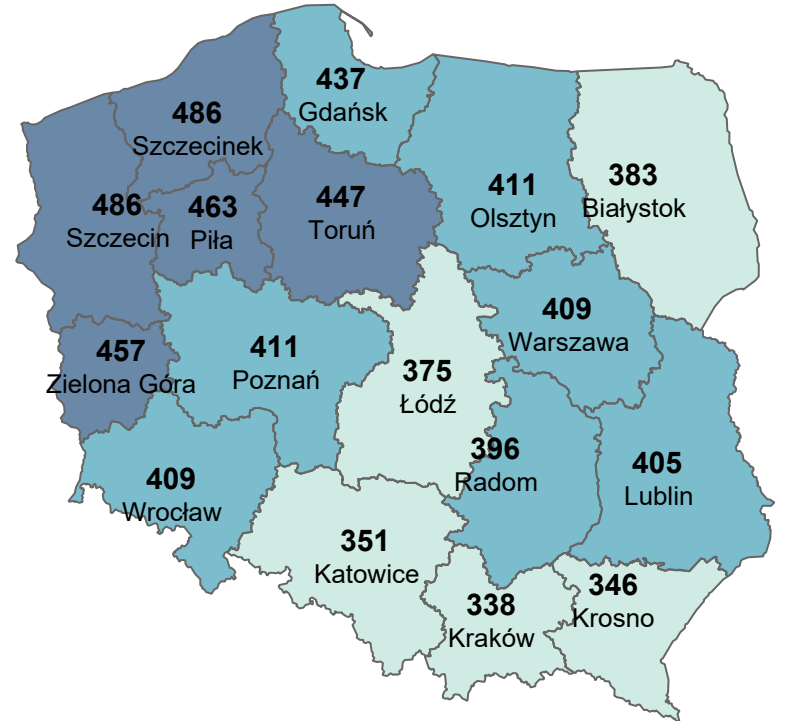 437
Gdańsk
486
Szczecinek
383
Białystok
411
Olsztyn
447
Toruń
463
Piła
486
Szczecin
409
Warszawa
457
Zielona Góra
411
Poznań
375
Łódź
396
Radom
405
Lublin
409
Wrocław
351
Katowice
338
Kraków
346
Krosno